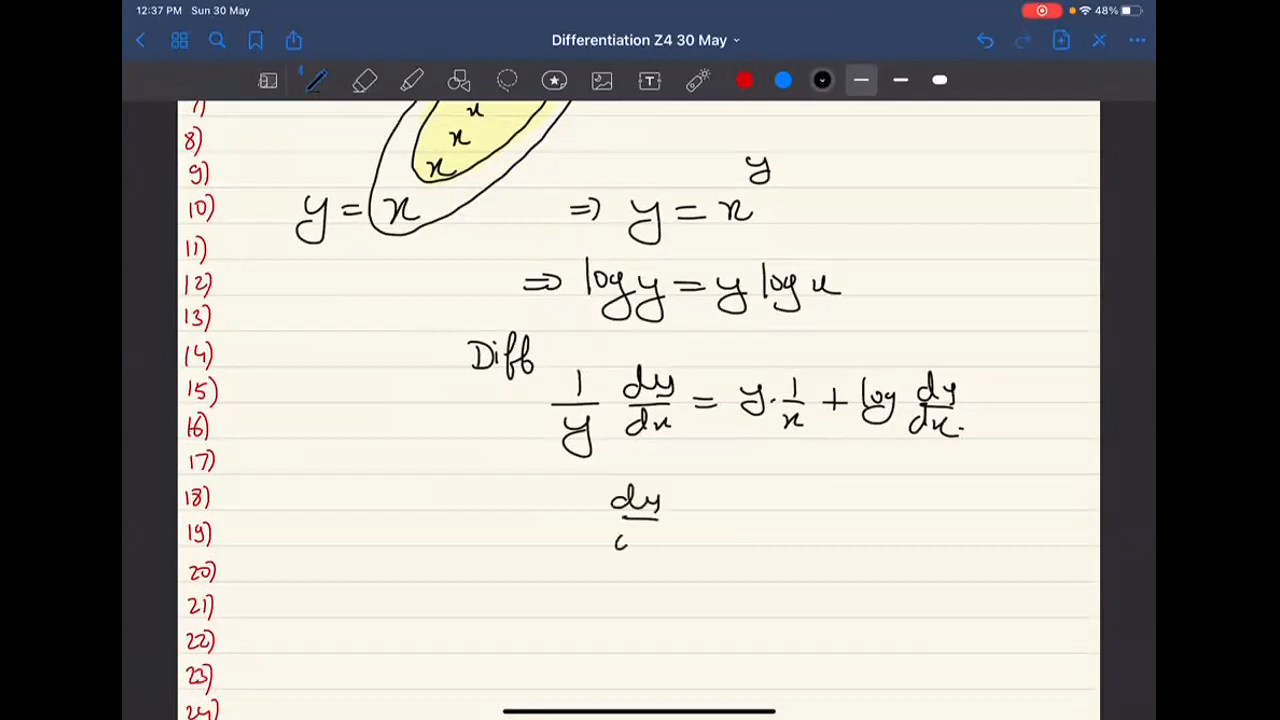 12:37 PM Sun 30 May 48%
Differentiation Z4 30 May
T
7)
x
8)
x
9)
x
y
10)
y = x ⇒ y = x
11)
12)
⇒ log y = y log x
13)
14)
Diff
15)
1/y dy/dx = y · 1/x + log dy/dx.
16)
17)
18)
dy
19)
20)
21)
22)
23)
24)